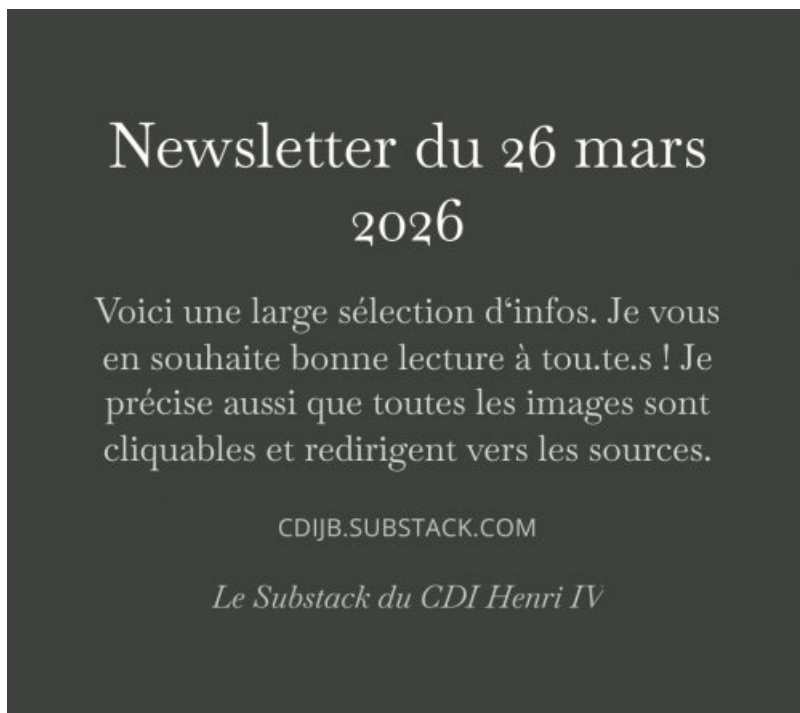 Newsletter du 26 mars
2026
Voici une large sélection d‘infos. Je vous
en souhaite bonne lecture à tou.te.s ! Je
précise aussi que toutes les images sont
cliquables et redirigent vers les sources.
CDIJB.SUBSTACK.COM
Le Substack du CDI Henri IV